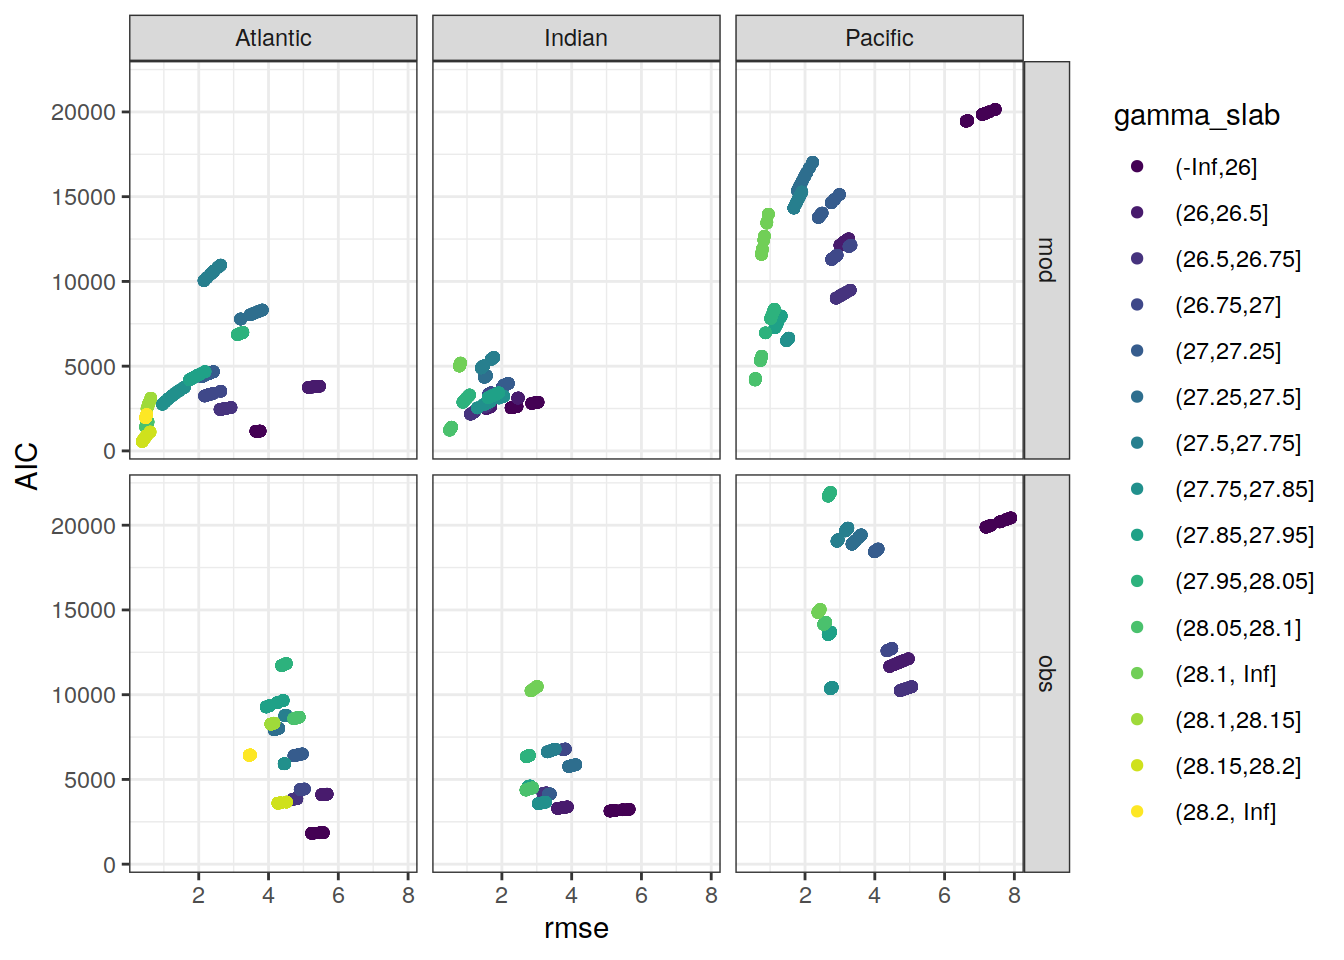 Atlantic Indian Pacific
mod
20000
15000
10000
5000
0
obs
20000
15000
10000
5000
0
AIC
2 4 6 8 2 4 6 8 2 4 6 8
rmse
gamma_slab
(-Inf,26]
(26,26.5]
(26.5,26.75]
(26.75,27]
(27,27.25]
(27.25,27.5]
(27.5,27.75]
(27.75,27.85]
(27.85,27.95]
(27.95,28.05]
(28.05,28.1]
(28.1, Inf]
(28.1,28.15]
(28.15,28.2]
(28.2, Inf]